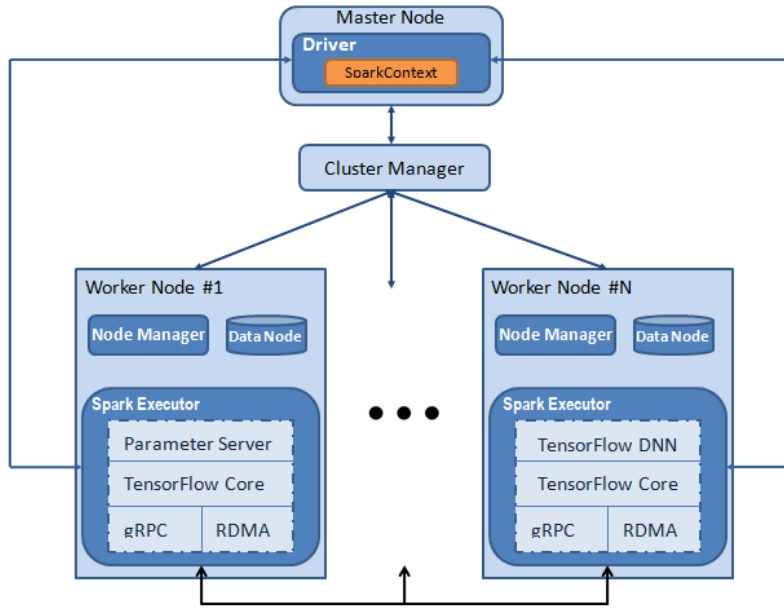 Master Node
Driver
SparkContext
Cluster Manager
Worker Node #1
Node Manager
Data Node
Spark Executor
Parameter Server
TensorFlow Core
gRPC
RDMA
Worker Node #N
Node Manager
Data Node
Spark Executor
TensorFlow DNN
TensorFlow Core
gRPC
RDMA